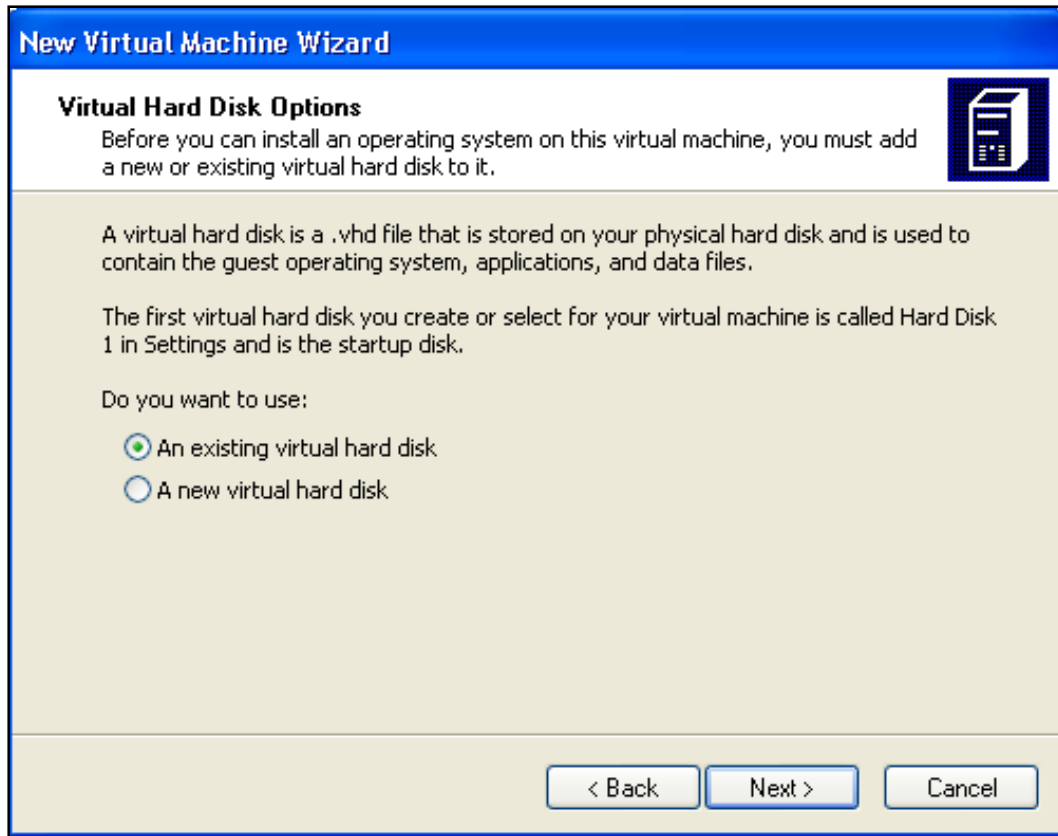 New Virtual Machine Wizard
Virtual Hard Disk Options
Before you can install an operating system on this virtual machine, you must add
a new or existing virtual hard disk to it.
A virtual hard disk is a .vhd file that is stored on your physical hard disk and is used to
contain the guest operating system, applications, and data files.
The first virtual hard disk you create or select for your virtual machine is called Hard Disk
1 in Settings and is the startup disk.
Do you want to use:
An existing virtual hard disk
A new virtual hard disk
< Back
Next >
Cancel